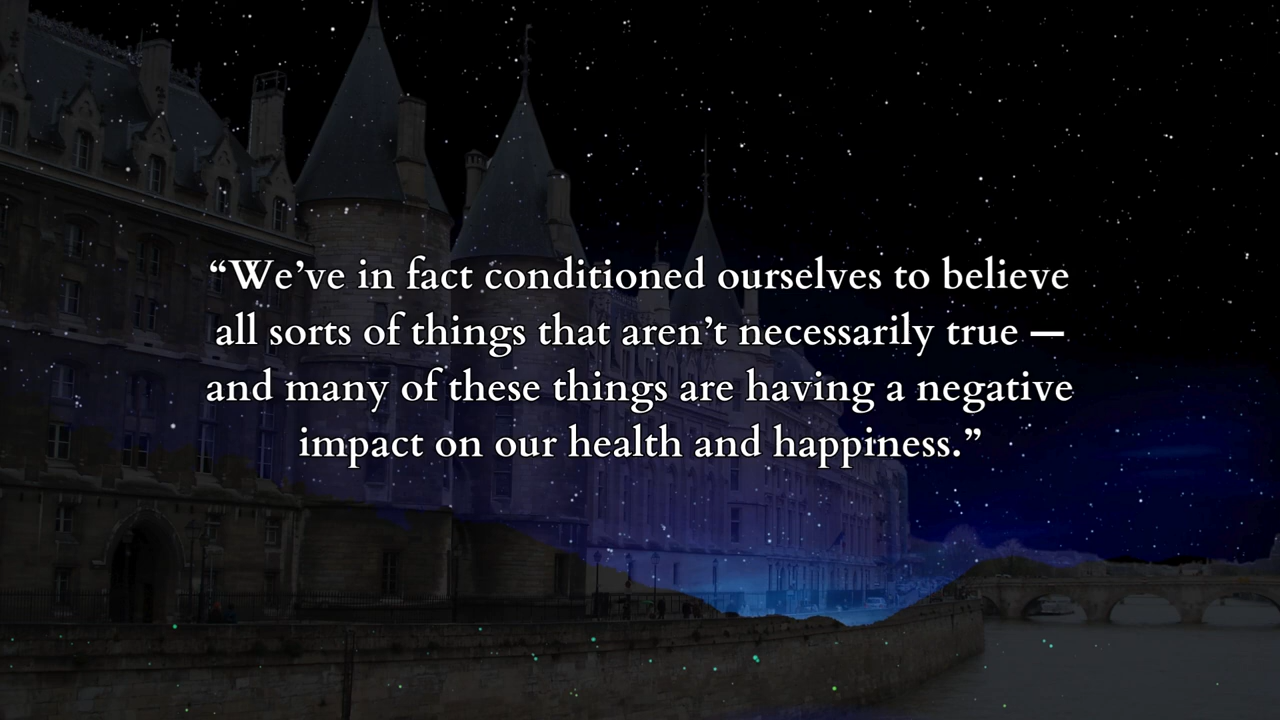 “We’ve in fact conditioned ourselves to believe
all sorts of things that aren’t necessarily true —
and many of these things are having a negative
impact on our health and happiness.”